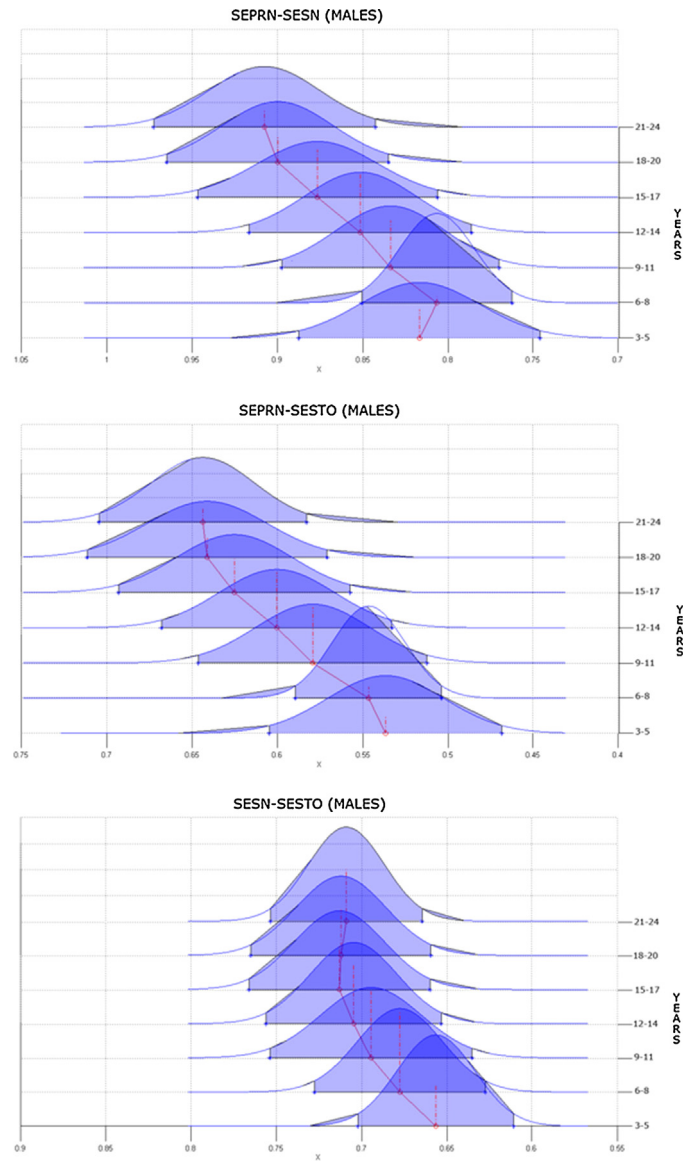 SEPRN-SESN (MALES)
21-24
18-20
15-17
12-14
9-11
6-8
3-5
YEARS
1.05 1 0.95 0.9 0.85 0.8 0.75 0.7
X
SEPRN-SESTO (MALES)
21-24
18-20
15-17
12-14
9-11
6-8
3-5
YEARS
0.75 0.7 0.65 0.6 0.55 0.5 0.45 0.4
X
SESN-SESTO (MALES)
21-24
18-20
15-17
12-14
9-11
6-8
3-5
YEARS
0.9 0.85 0.8 0.75 0.7 0.65 0.6 0.55
X